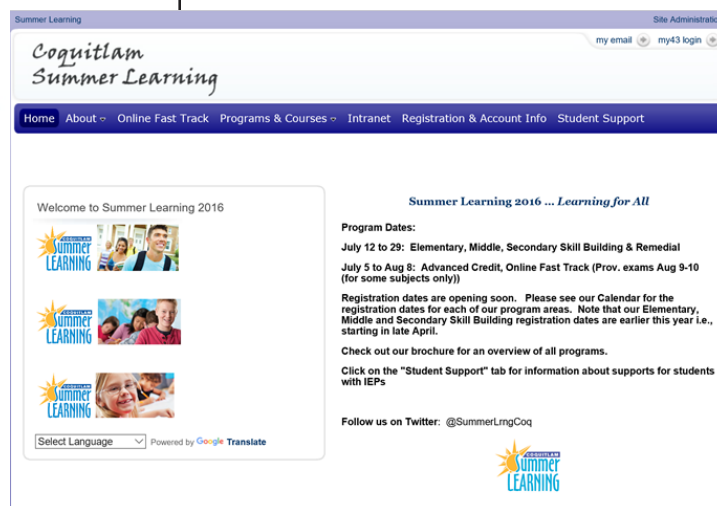 Summer Learning
Site Administratio
my email
my43 login
Coquitlam
Summer Learning
Home About Online Fast Track Programs & Courses Intranet Registration & Account Info Student Support
Welcome to Summer Learning 2016
COQUITLAM
Summer
LEARNING
COQUITLAM
Summer
LEARNING
COQUITLAM
Summer
LEARNING
Select Language
Powered by Google Translate
Summer Learning 2016 ... Learning for All
Program Dates:
July 12 to 29: Elementary, Middle, Secondary Skill Building & Remedial
July 5 to Aug 8: Advanced Credit, Online Fast Track (Prov. exams Aug 9-10
(for some subjects only))
Registration dates are opening soon. Please see our Calendar for the
registration dates for each of our program areas. Note that our Elementary,
Middle and Secondary Skill Building registration dates are earlier this year i.e.,
starting in late April.
Check out our brochure for an overview of all programs.
Click on the "Student Support" tab for information about supports for students
with IEPs
Follow us on Twitter: @SummerLrngCoq
COQUITLAM
Summer
LEARNING